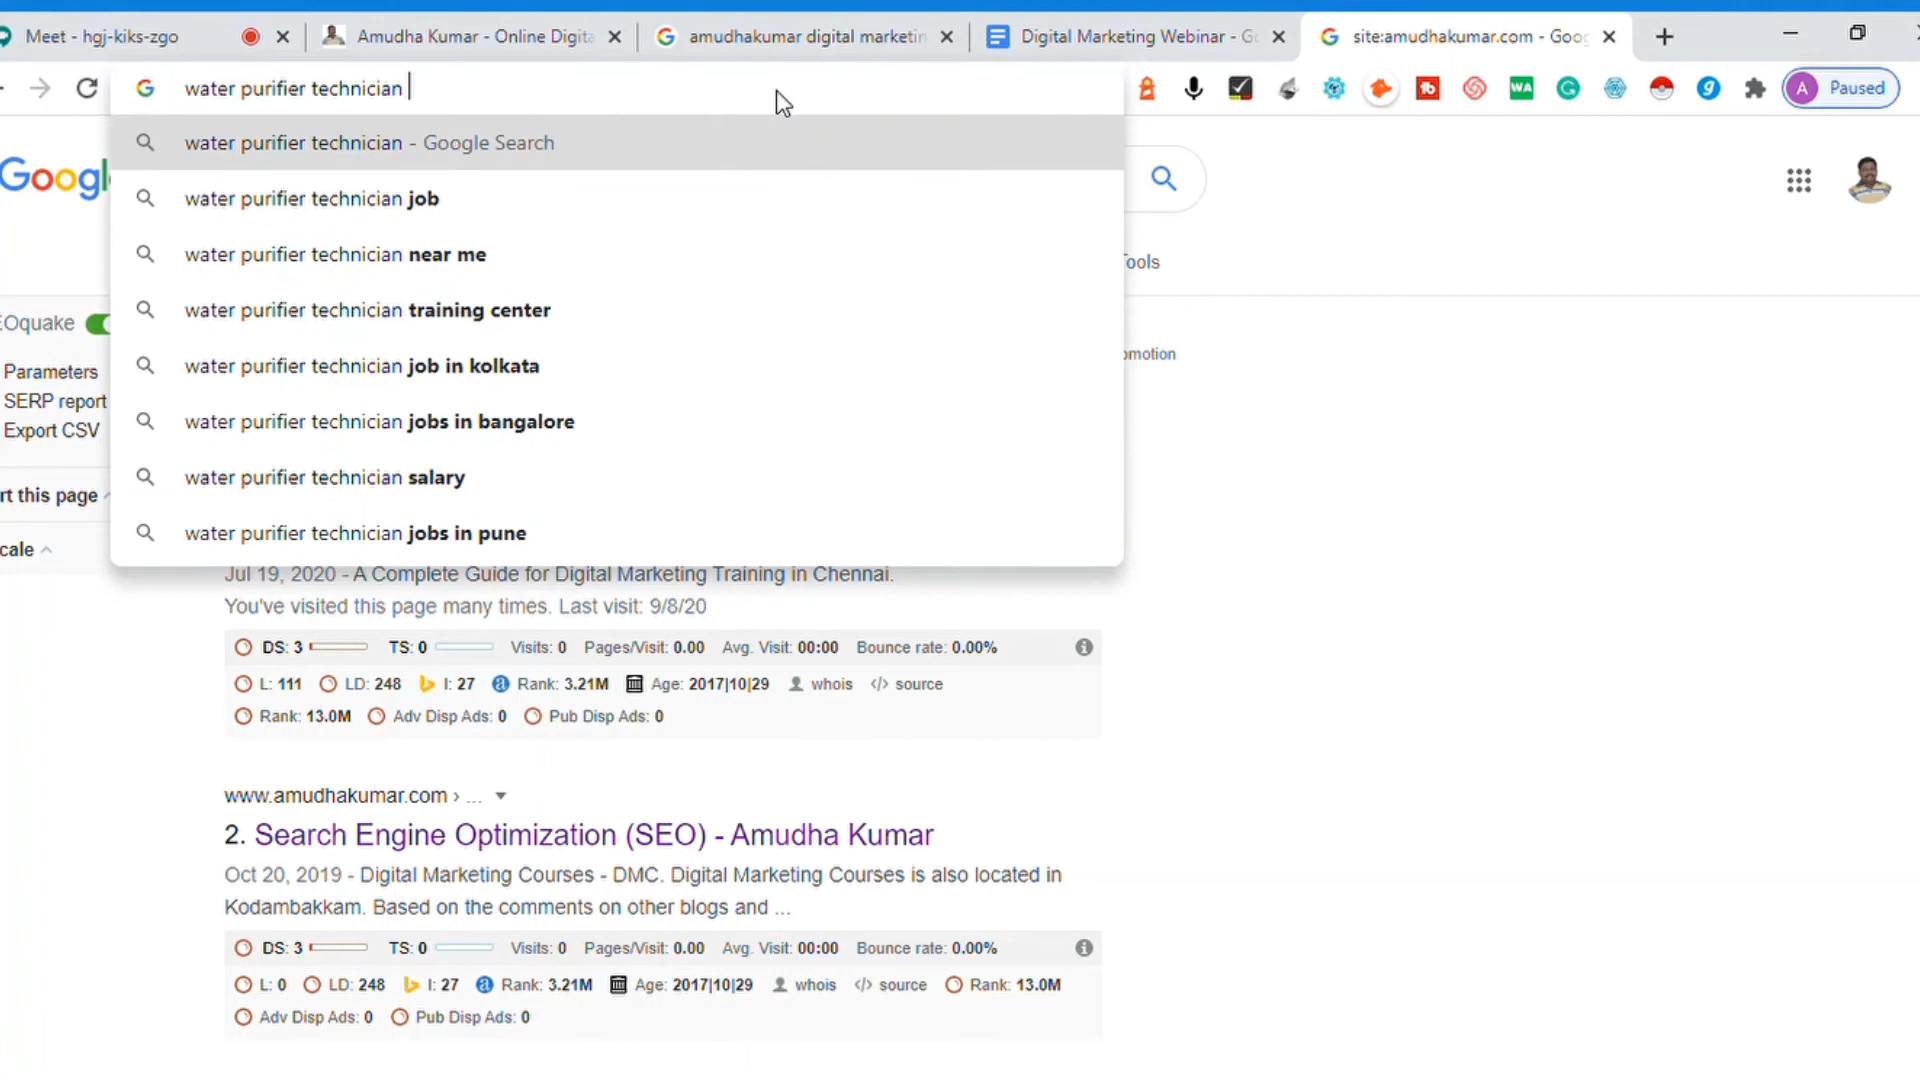 Meet - hgj-kiks-zgo
Amudha Kumar - Online Digita
amudhakumar digital marketin
Digital Marketing Webinar - Go
site:amudhakumar.com - Goog
water purifier technician
WA
A Paused
water purifier technician - Google Search
Googl
water purifier technician job
water purifier technician near me
Tools
water purifier technician training center
EOquake
omotion
Parameters
water purifier technician job in kolkata
SERP report
water purifier technician jobs in bangalore
Export CSV
water purifier technician salary
rt this page
water purifier technician jobs in pune
cale
Jul 19, 2020 - A Complete Guide for Digital Marketing Training in Chennai.
You've visited this page many times. Last visit: 9/8/20
DS: 3 TS: 0 Visits: 0 Pages/Visit: 0.00 Avg. Visit: 00:00 Bounce rate: 0.00%
L: 111 LD: 248 I: 27 Rank: 3.21M Age: 2017|10|29 whois </> source
Rank: 13.0M Adv Disp Ads: 0 Pub Disp Ads: 0
www.amudhakumar.com › ...
2. Search Engine Optimization (SEO) - Amudha Kumar
Oct 20, 2019 - Digital Marketing Courses - DMC. Digital Marketing Courses is also located in
Kodambakkam. Based on the comments on other blogs and ...
DS: 3 TS: 0 Visits: 0 Pages/Visit: 0.00 Avg. Visit: 00:00 Bounce rate: 0.00%
L: 0 LD: 248 I: 27 Rank: 3.21M Age: 2017|10|29 whois </> source Rank: 13.0M
Adv Disp Ads: 0 Pub Disp Ads: 0